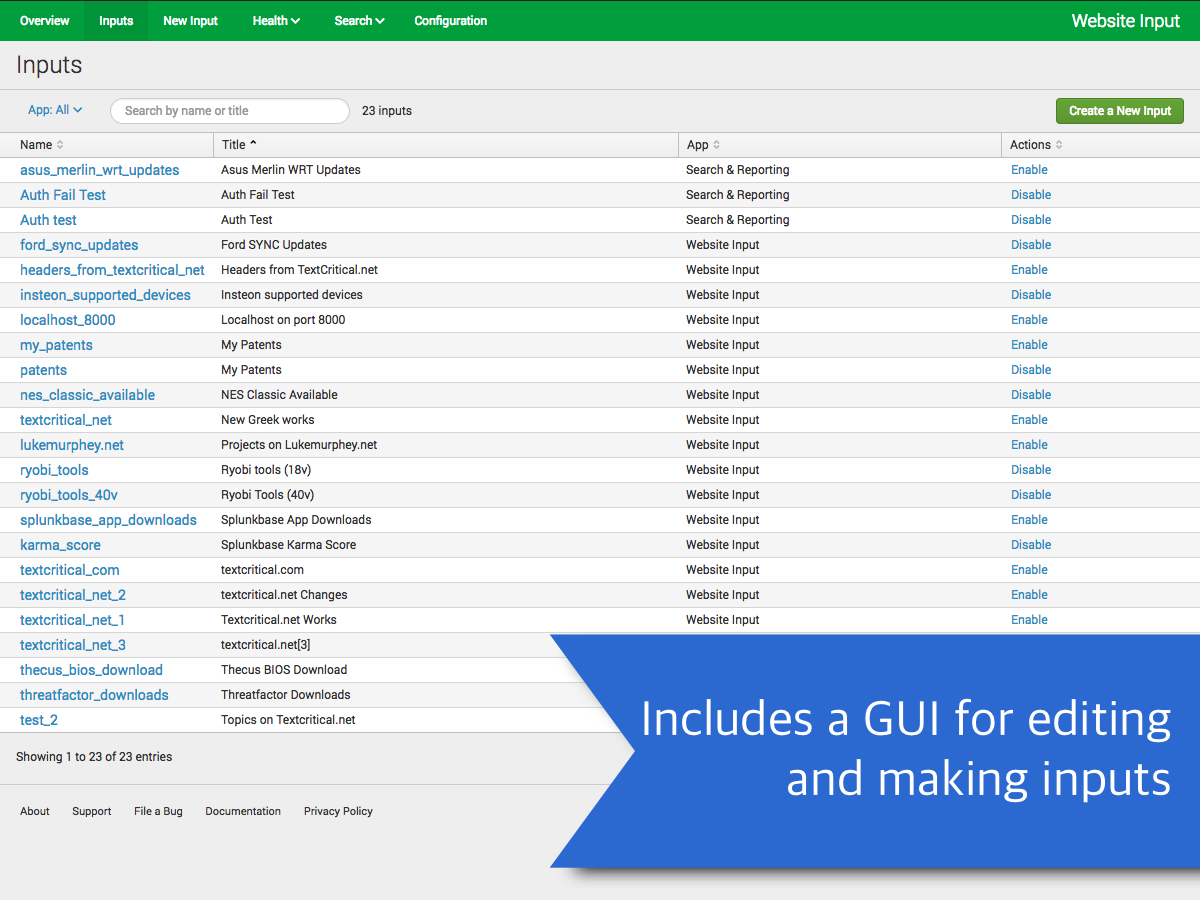 Overview Inputs New Input Health Search Configuration Website Input
Inputs
App: All Search by name or title 23 inputs Create a New Input
Name Title App Actions
asus_merlin_wrt_updates Asus Merlin WRT Updates Search & Reporting Enable
Auth Fail Test Auth Fail Test Search & Reporting Disable
Auth test Auth Test Search & Reporting Disable
ford_sync_updates Ford SYNC Updates Website Input Disable
headers_from_textcritical_net Headers from TextCritical.net Website Input Enable
insteon_supported_devices Insteon supported devices Website Input Disable
localhost_8000 Localhost on port 8000 Website Input Enable
my_patents My Patents Website Input Enable
patents My Patents Website Input Disable
nes_classic_available NES Classic Available Website Input Disable
textcritical_net New Greek works Website Input Enable
lukemurphey.net Projects on Lukemurphey.net Website Input Enable
ryobi_tools Ryobi tools (18v) Website Input Disable
ryobi_tools_40v Ryobi Tools (40v) Website Input Disable
splunkbase_app_downloads Splunkbase App Downloads Website Input Enable
karma_score Splunkbase Karma Score Website Input Disable
textcritical_com textcritical.com Website Input Enable
textcritical_net_2 textcritical.net Changes Website Input Enable
textcritical_net_1 Textcritical.net Works Website Input Enable
textcritical_net_3 textcritical.net[3]
thecus_bios_download Thecus BIOS Download
threatfactor_downloads Threatfactor Downloads
test_2 Topics on Textcritical.net
Showing 1 to 23 of 23 entries
About Support File a Bug Documentation Privacy Policy
Includes a GUI for editing
and making inputs